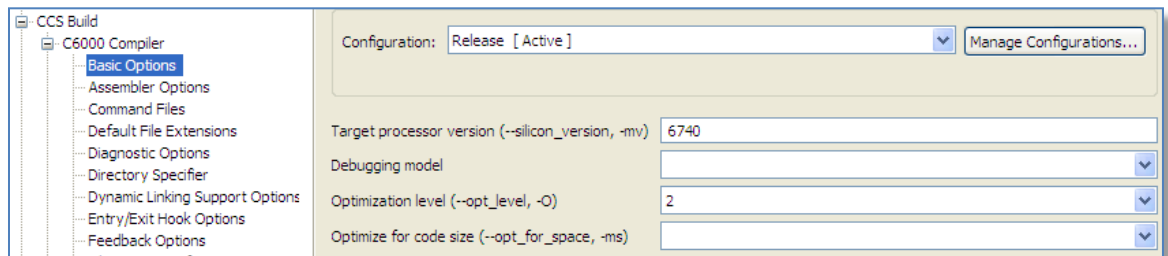 CCS Build
C6000 Compiler
Basic Options
Assembler Options
Command Files
Default File Extensions
Diagnostic Options
Directory Specifier
Dynamic Linking Support Options
Entry/Exit Hook Options
Feedback Options
Configuration: Release [ Active ] Manage Configurations...
Target processor version (--silicon_version, -mv) 6740
Debugging model
Optimization level (--opt_level, -O) 2
Optimize for code size (--opt_for_space, -ms)